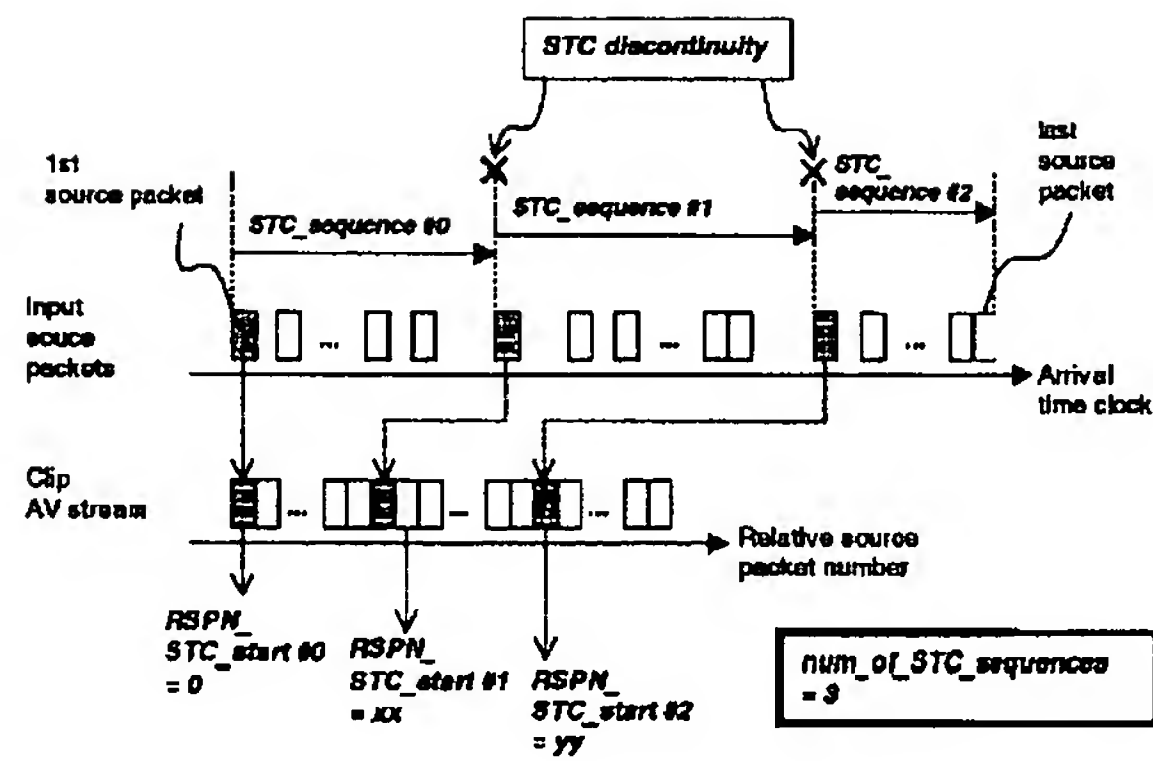 STC discontinuity
1st
source packet
last
source
packet
STC_
sequence #2
STC_sequence #1
STC_sequence #0
Input
souce
packets
...
...
...
Arrival
time clock
Clip
AV stream
...
...
...
Relative source
packet number
RSPN_
STC_start #0
= 0
RSPN_
STC_start #1
= xx
RSPN_
STC_start #2
= yy
num_of_STC_sequences
= 3